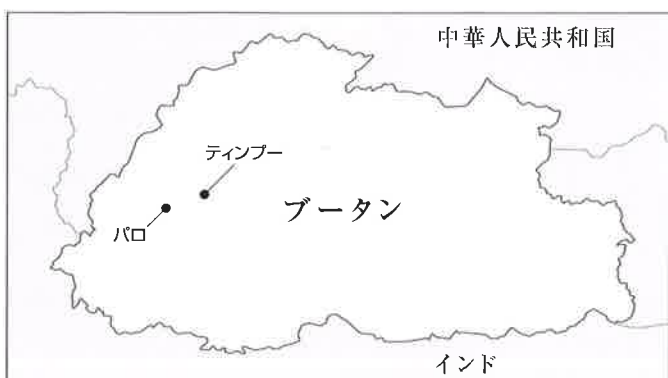 中華人民共和国
ティンプー
ブータン
パロ
インド